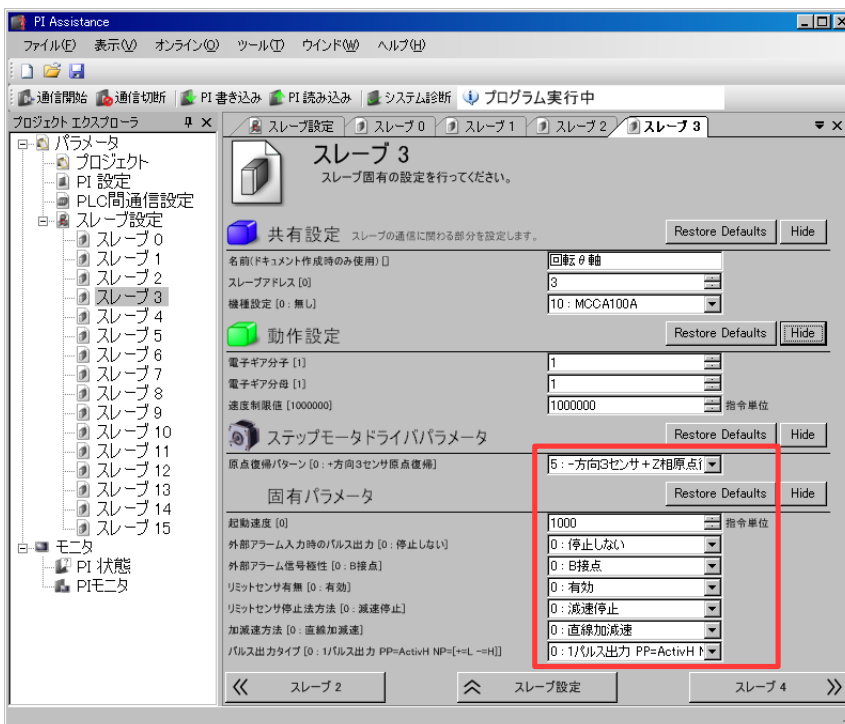 PI Assistance
ファイル(F) 表示(V) オンライン(O) ツール(T) ウインド(W) ヘルプ(H)
通信開始 通信切断 PI 書き込み PI 読み込み システム診断 プログラム実行中
プロジェクト エクスプローラ
スレーブ設定 スレーブ 0 スレーブ 1 スレーブ 2 スレーブ 3
パラメータ
プロジェクト
PI 設定
PLC間通信設定
スレーブ設定
スレーブ 0
スレーブ 1
スレーブ 2
スレーブ 3
スレーブ 4
スレーブ 5
スレーブ 6
スレーブ 7
スレーブ 8
スレーブ 9
スレーブ 10
スレーブ 11
スレーブ 12
スレーブ 13
スレーブ 14
スレーブ 15
モニタ
PI 状態
PIモニタ
スレーブ 3
スレーブ固有の設定を行ってください。
共有設定 スレーブの通信に関わる部分を設定します。 Restore Defaults Hide
名前(ドキュメント作成時のみ使用) [] 回転θ軸
スレーブアドレス [0] 3
機種設定 [0 : 無し] 10 : MCCA100A
動作設定 Restore Defaults Hide
電子ギア分子 [1] 1
電子ギア分母 [1] 1
速度制限値 [1000000] 1000000 指令単位
ステップモータドライバパラメータ Restore Defaults Hide
原点復帰パターン [0 : +方向3センサ原点復帰] 5 : -方向3センサ+Z相原点
固有パラメータ Restore Defaults Hide
起動速度 [0] 1000 指令単位
外部アラーム入力時のパルス出力 [0 : 停止しない] 0 : 停止しない
外部アラーム信号極性 [0 : B接点] 0 : B接点
リミットセンサ有無 [0 : 有効] 0 : 有効
リミットセンサ停止法方法 [0 : 減速停止] 0 : 減速停止
加減速方法 [0 : 直線加減速] 0 : 直線加減速
パルス出力タイプ [0 : 1パルス出力 PP=ActivH NP=[+=L -=H]] 0 : 1パルス出力 PP=ActivH
スレーブ 2 スレーブ設定 スレーブ 4